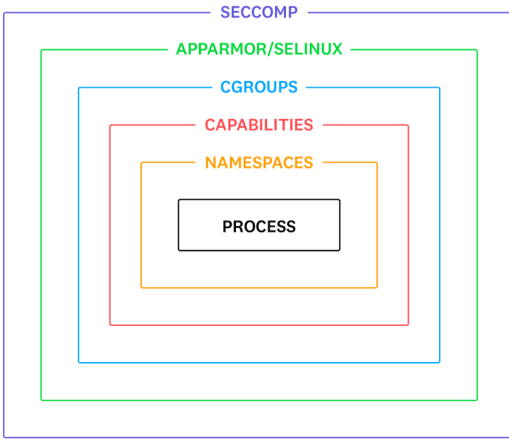 SECCOMP
APPARMOR/SELINUX
CGROUPS
CAPABILITIES
NAMESPACES
PROCESS